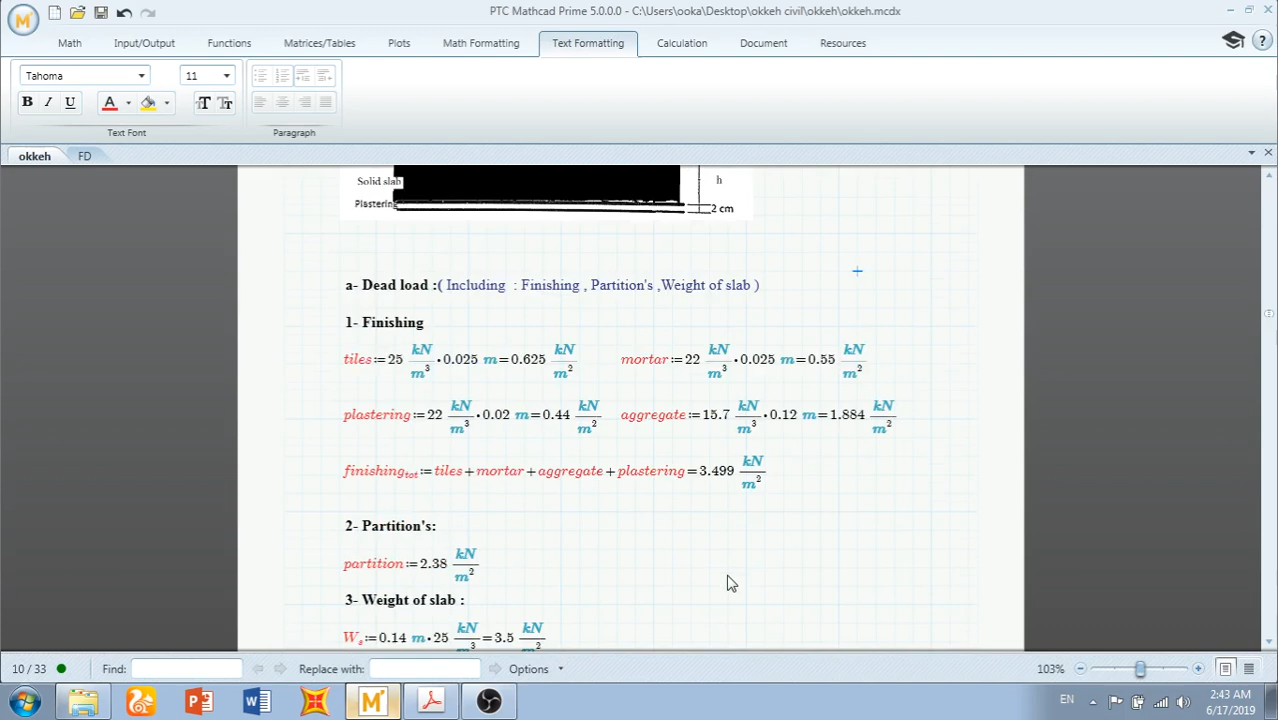 PTC Mathcad Prime 5.0.0.0 - C:\Users\ooka\Desktop\okkeh civil\okkeh\okkeh.mcdx
Math Input/Output Functions Matrices/Tables Plots Math Formatting Text Formatting Calculation Document Resources
Tahoma 11
B I U A
Text Font Paragraph
okkeh FD
Solid slab h
Plastering 2 cm
a- Dead load :( Including : Finishing , Partition's ,Weight of slab )
1- Finishing
tiles:=25 kN/m³·0.025 m=0.625 kN/m² mortar:=22 kN/m³·0.025 m=0.55 kN/m²
plastering:=22 kN/m³·0.02 m=0.44 kN/m² aggregate:=15.7 kN/m³·0.12 m=1.884 kN/m²
finishing_tot:=tiles+mortar+aggregate+plastering=3.499 kN/m²
2- Partition's:
partition:=2.38 kN/m²
3- Weight of slab :
W_s:=0.14 m·25 kN/m³=3.5 kN/m²
10 / 33 Find: Replace with: Options 103%
EN 2:43 AM
6/17/2019